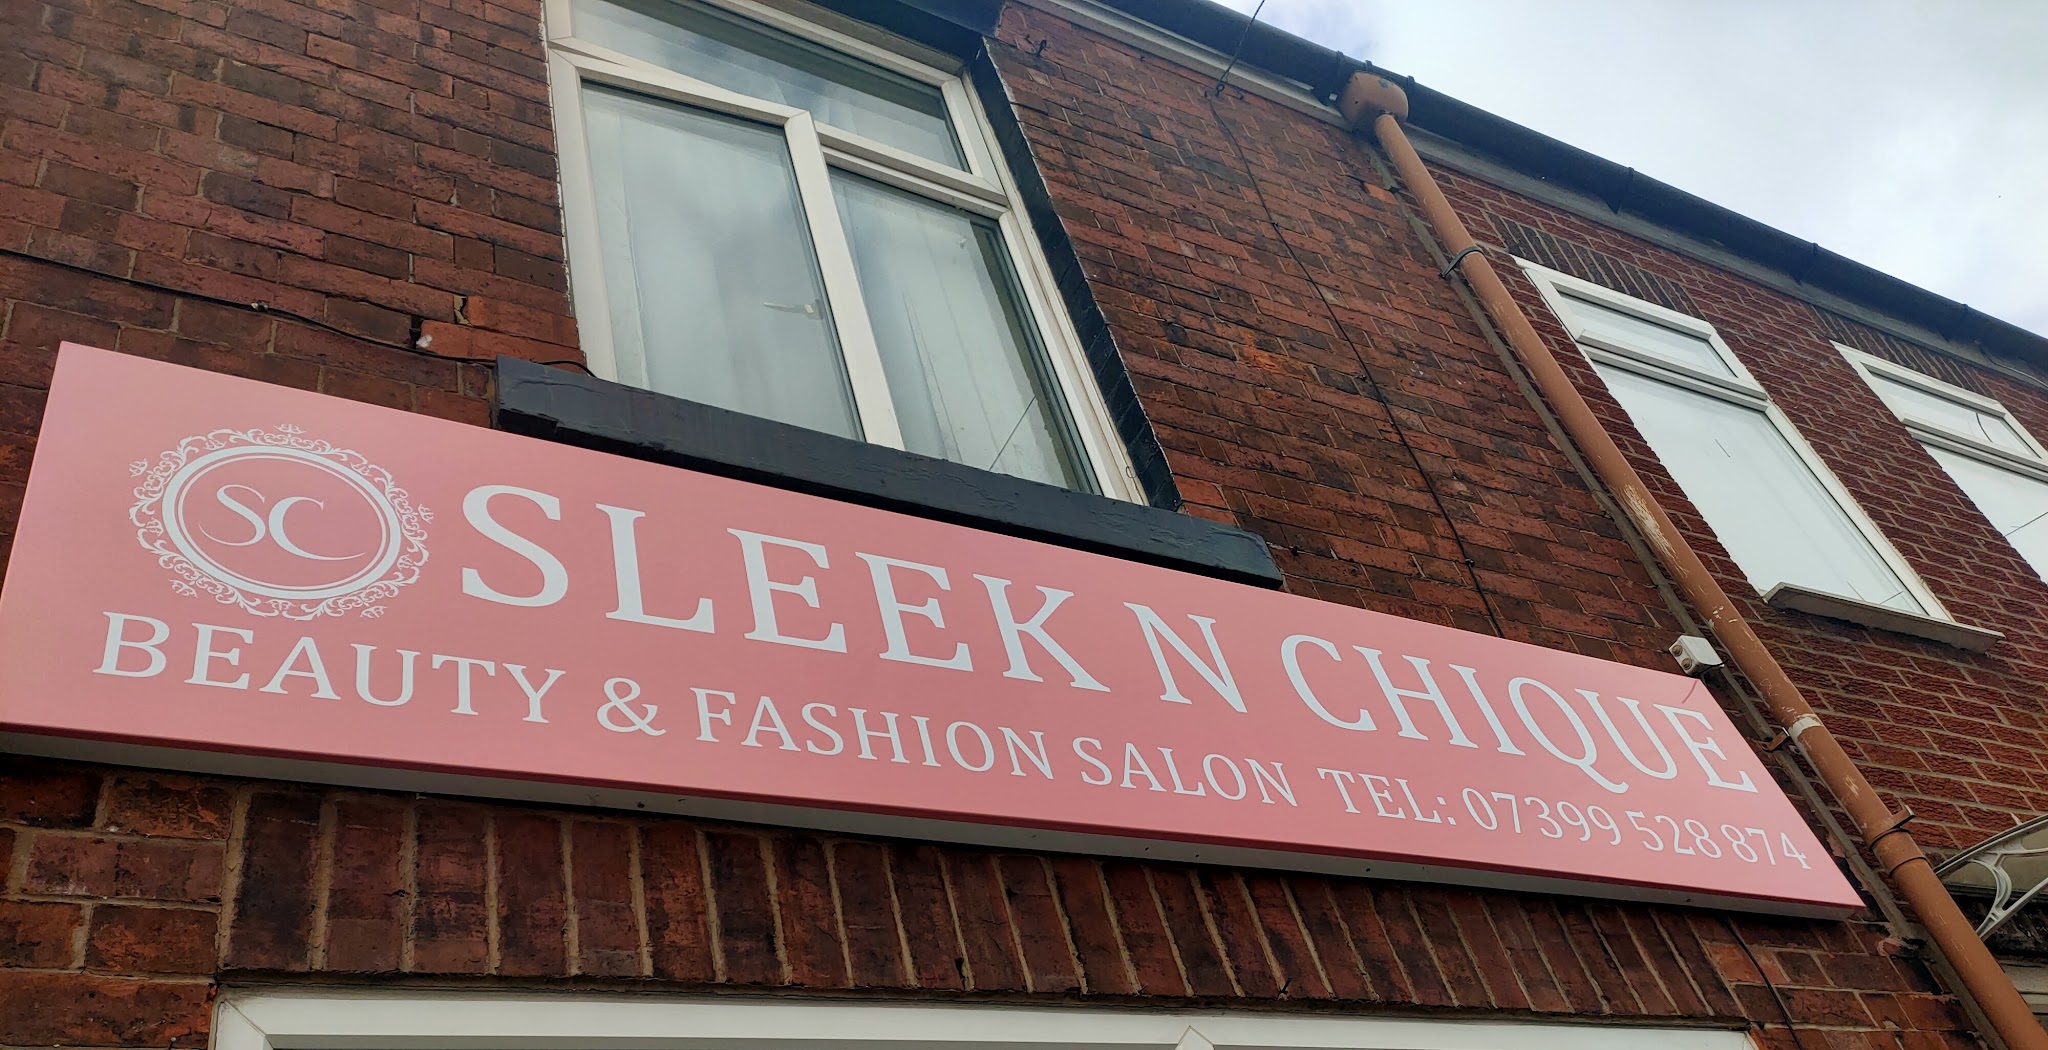 SC
SLEEK N CHIQUE
BEAUTY & FASHION SALON TEL: 07399 528 874